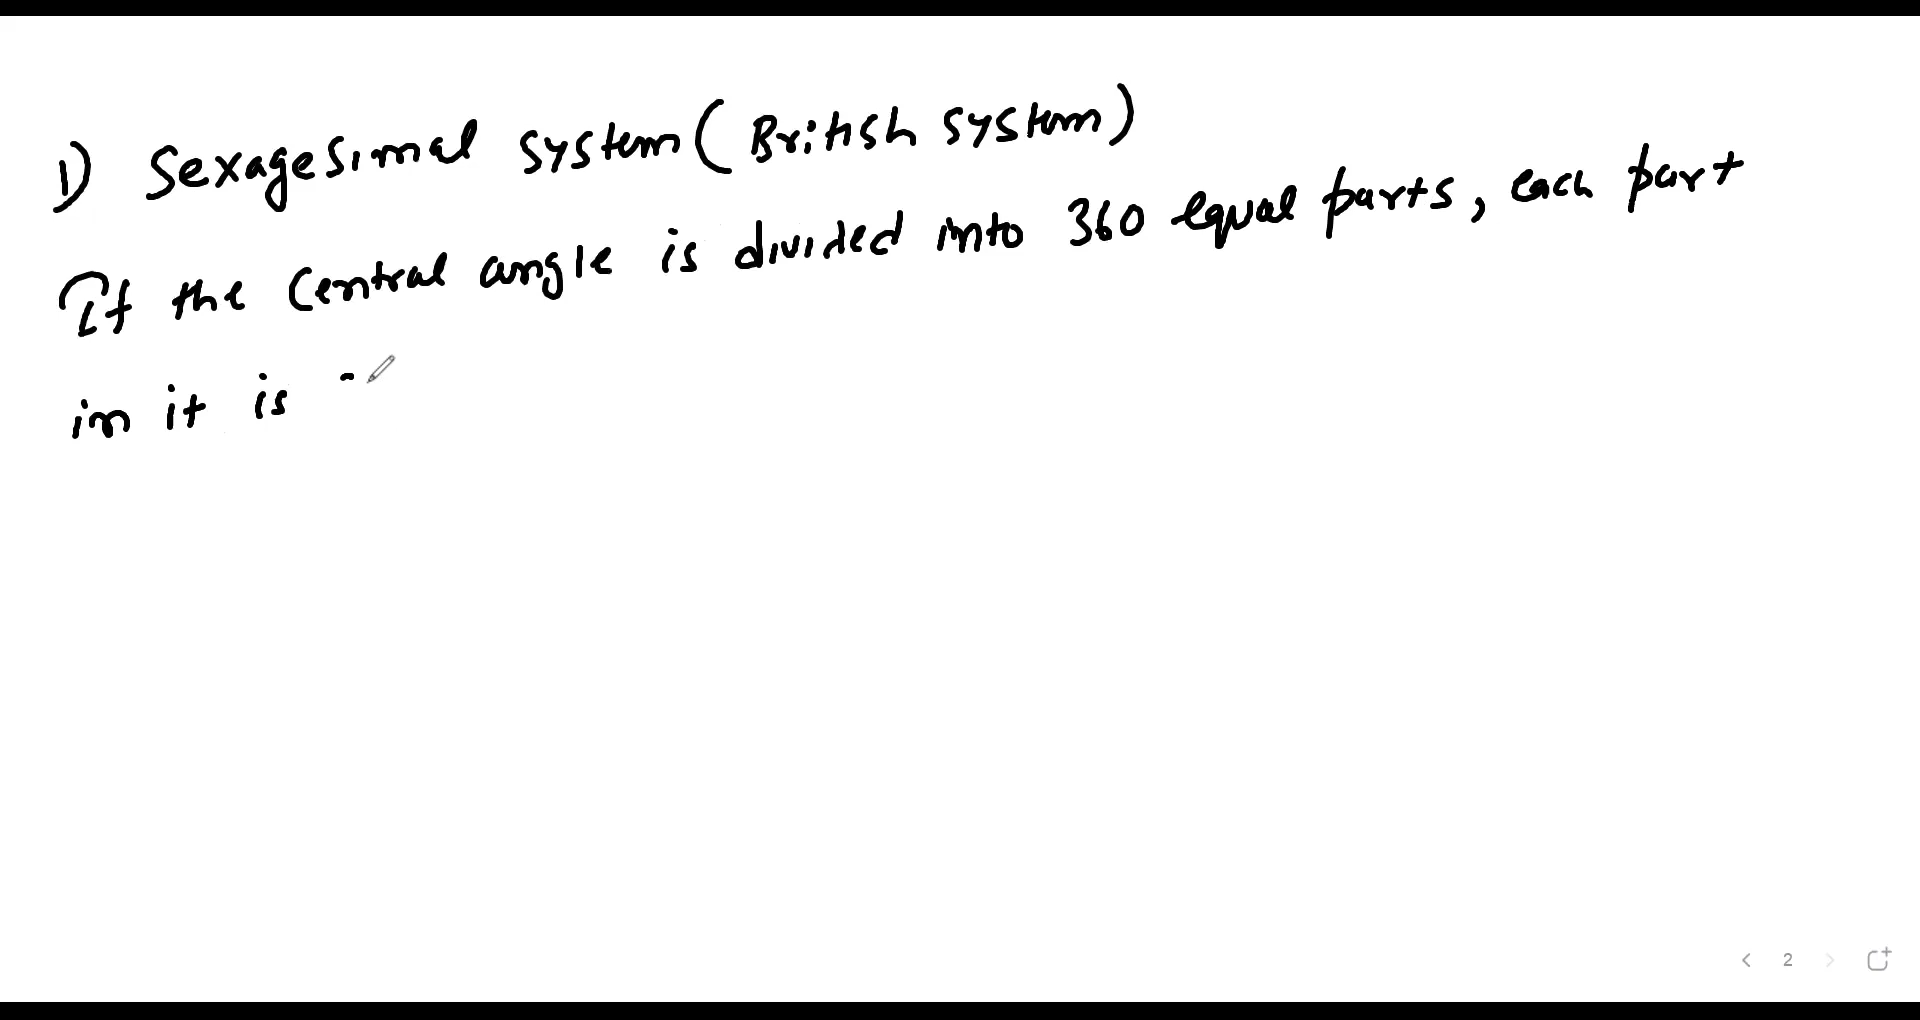 1) Sexagesimal system (British system)
If the central angle is divided into 360 equal parts, each part
in it is
2